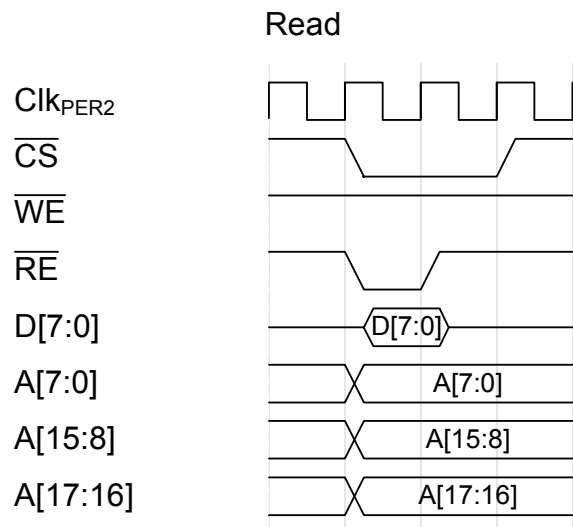 Read
ClkPER2
CS
WE
RE
D[7:0] D[7:0]
A[7:0] A[7:0]
A[15:8] A[15:8]
A[17:16] A[17:16]